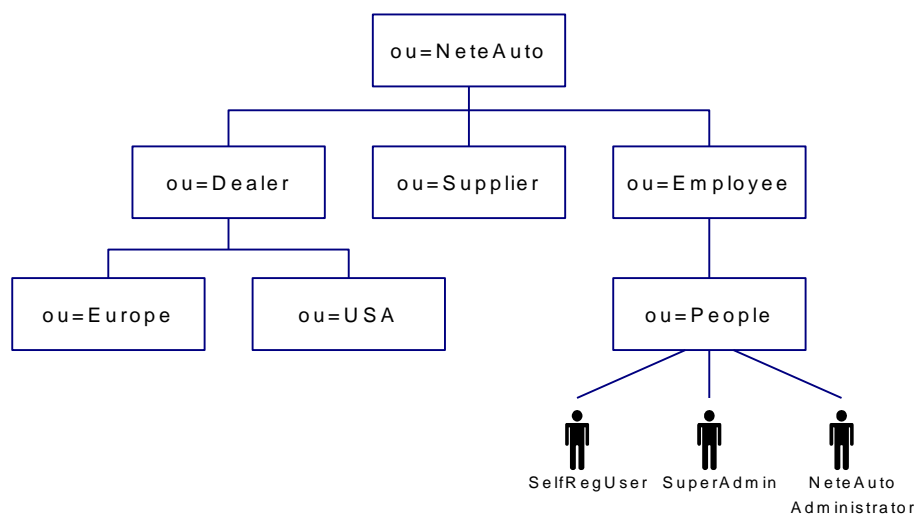 ou=NeteAuto
ou=Dealer
ou=Supplier
ou=Employee
ou=Europe
ou=USA
ou=People
SelfRegUser
SuperAdmin
NeteAuto
Administrator